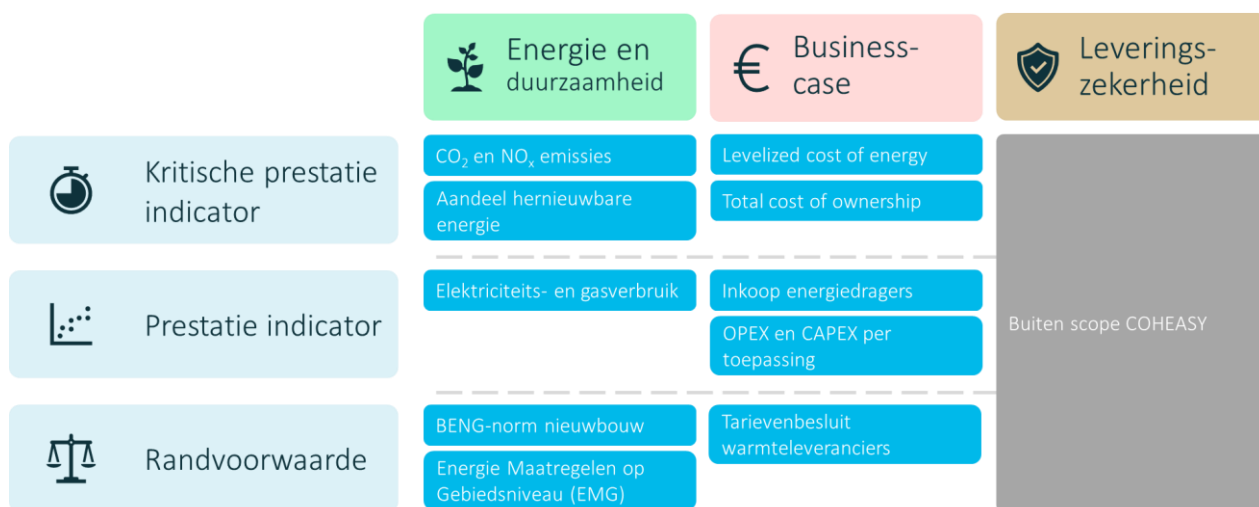 Energie en
duurzaamheid
Business-
case
Leverings-
zekerheid
Kritische prestatie
indicator
CO₂ en NOₓ emissies
Aandeel hernieuwbare
energie
Levelized cost of energy
Total cost of ownership
Prestatie indicator
Elektriciteits- en gasverbruik
Inkoop energiedragers
OPEX en CAPEX per
toepassing
Buiten scope COHEASY
Randvoorwaarde
BENG-norm nieuwbouw
Energie Maatregelen op
Gebiedsniveau (EMG)
Tarievenbesluit
warmteleveranciers